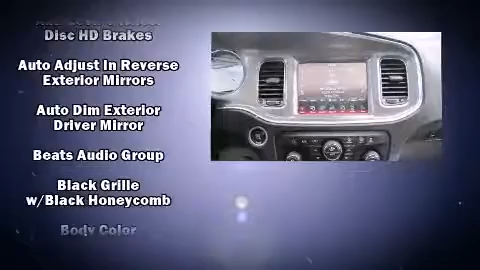 Disc HD Brakes
Auto Adjust In Reverse
Exterior Mirrors
Auto Dim Exterior
Driver Mirror
Beats Audio Group
Black Grille
w/Black Honeycomb
Body Color